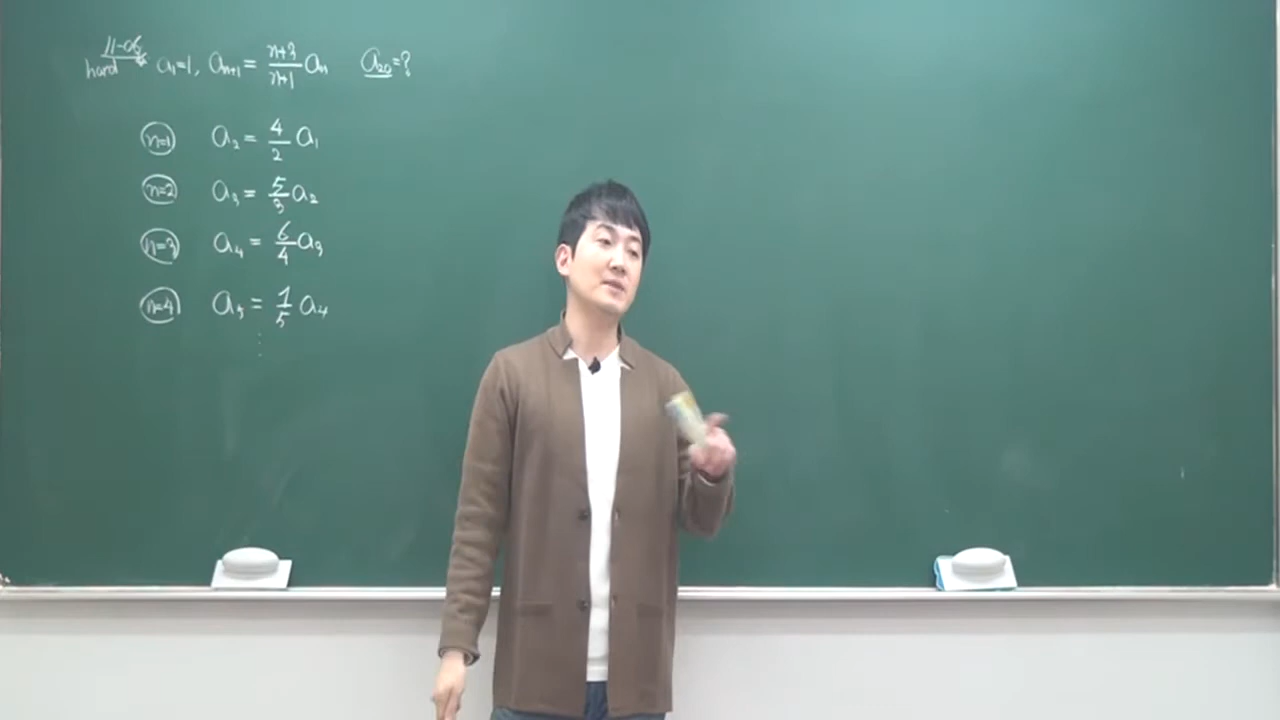 11-06
hard a₁=1, aₙ₊₁ = (n+3)/(n+1) aₙ a₂₀=?
n=1 a₂ = 4/2 a₁
n=2 a₃ = 5/3 a₂
n=3 a₄ = 6/4 a₃
n=4 a₅ = 7/5 a₄
⋮